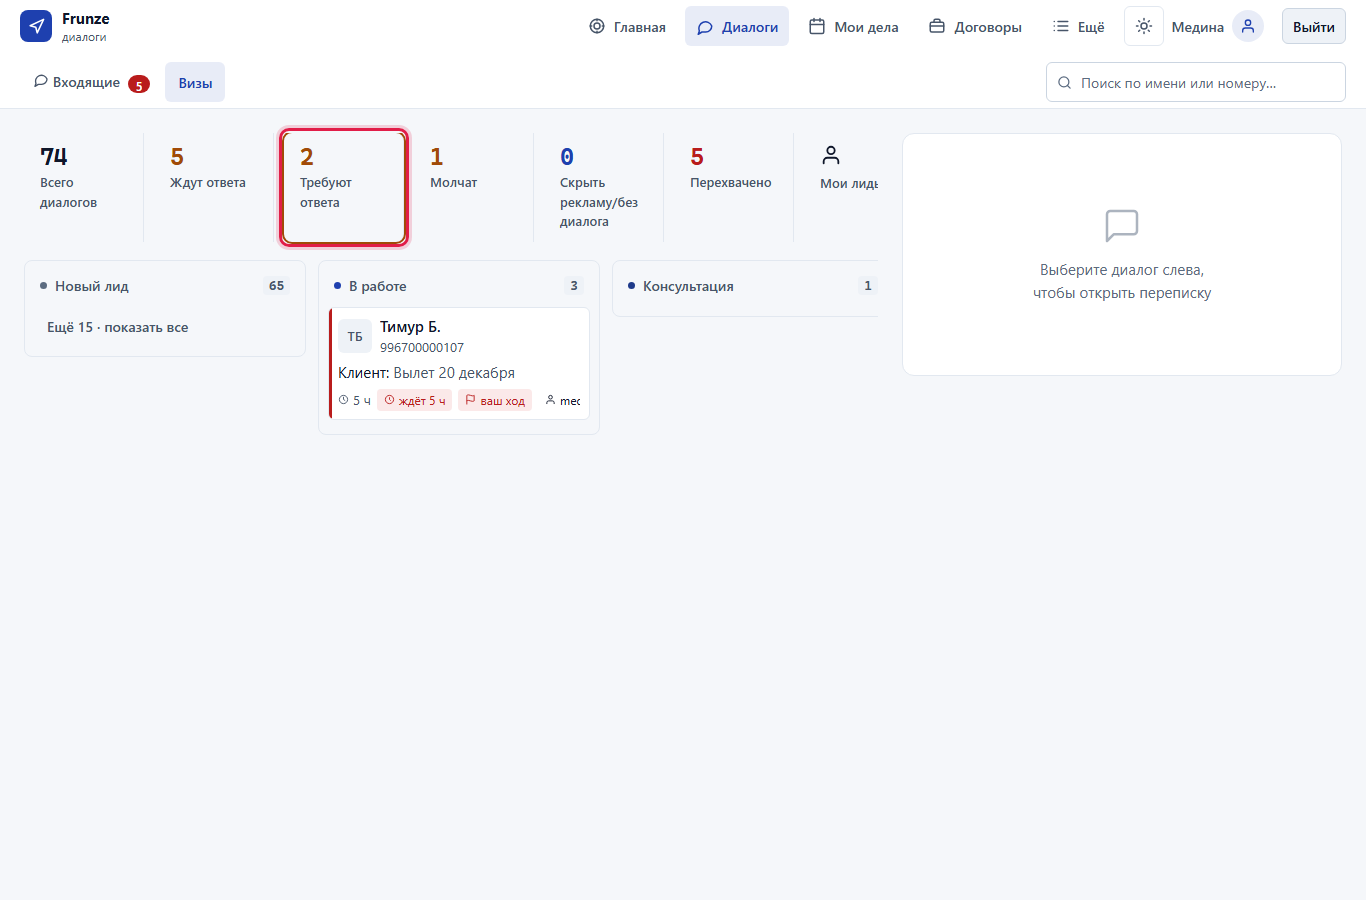 Frunze
диалоги
Главная
Диалоги
Мои дела
Договоры
Ещё
Медина
Выйти
Входящие 5
Визы
Поиск по имени или номеру...
74
Всего
диалогов
5
Ждут ответа
2
Требуют
ответа
1
Молчат
0
Скрыть
рекламу/без
диалога
5
Перехвачено
Мои лиды
Новый лид 65
Ещё 15 · показать все
В работе 3
ТБ
Тимур Б.
996700000107
Клиент: Вылет 20 декабря
5 ч
ждёт 5 ч
ваш ход
med
Консультация 1
Выберите диалог слева,
чтобы открыть переписку